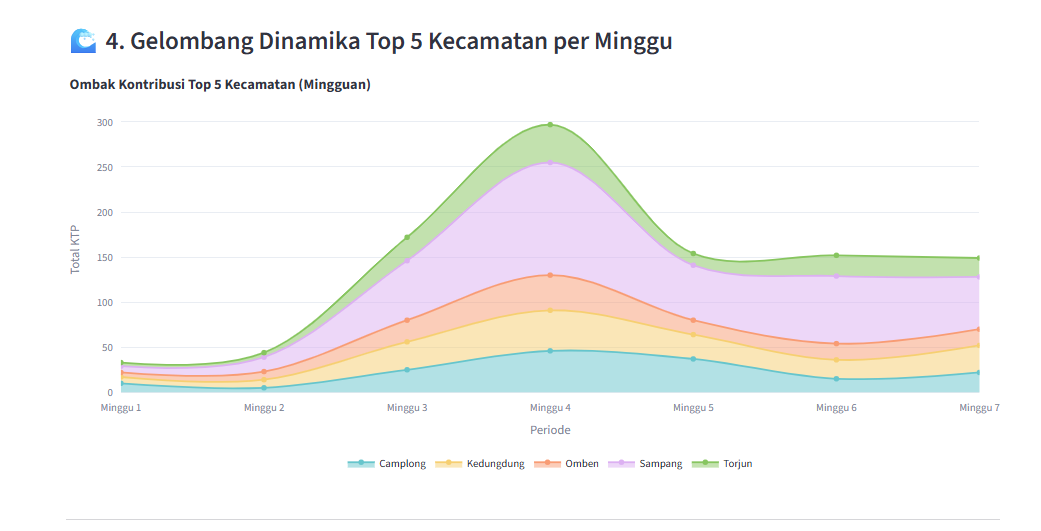 🌊 4. Gelombang Dinamika Top 5 Kecamatan per Minggu
Ombak Kontribusi Top 5 Kecamatan (Mingguan)
Total KTP
300
250
200
150
100
50
0
Minggu 1 Minggu 2 Minggu 3 Minggu 4 Minggu 5 Minggu 6 Minggu 7
Periode
Camplong Kedungdung Omben Sampang Torjun